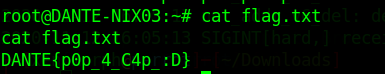 root@DANTE-NIX03:~# cat flag.txt
cat flag.txt
DANTE{p0p_4_C4p_:D}